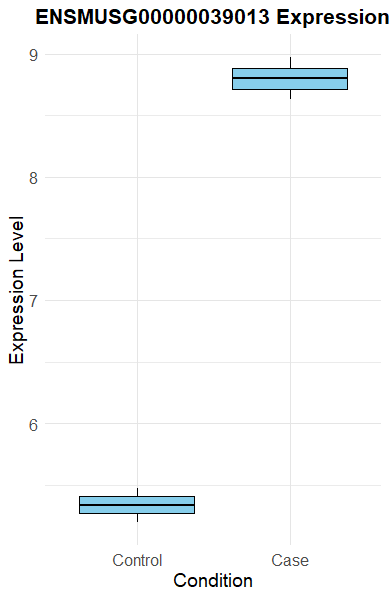 ENSMUSG00000039013 Expression
9
8
7
6
Expression Level
Control Case
Condition